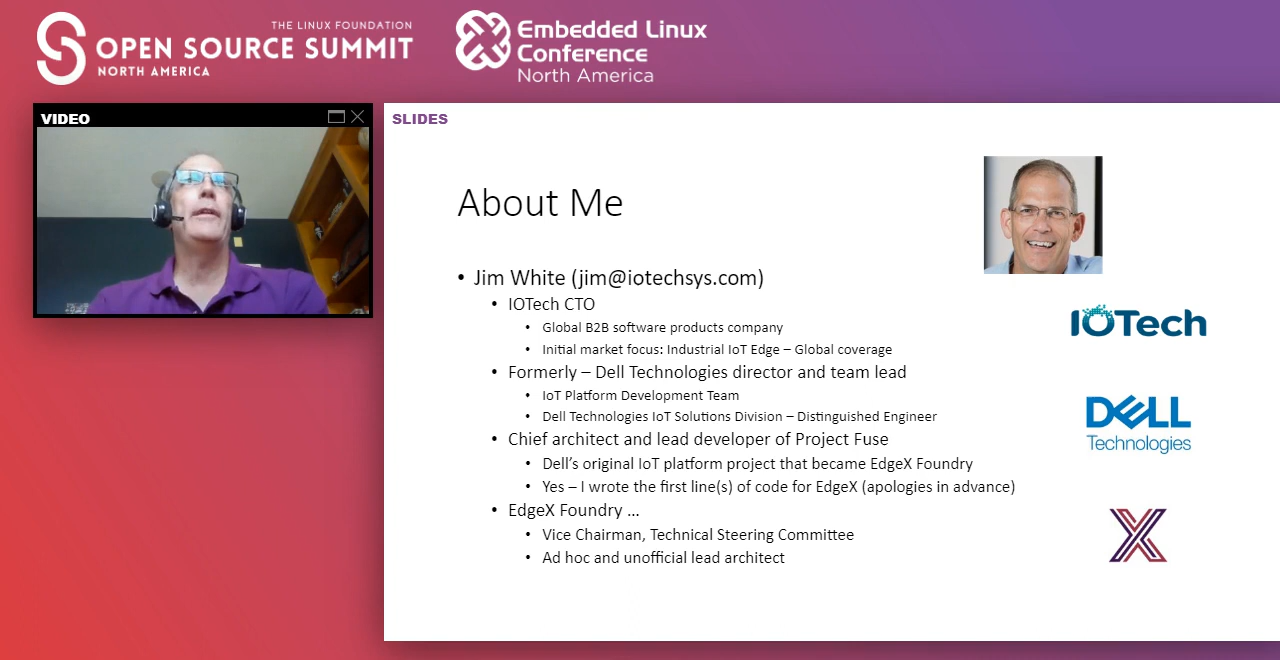 THE LINUX FOUNDATION
OPEN SOURCE SUMMIT
NORTH AMERICA
Embedded Linux
Conference
North America
VIDEO
SLIDES
About Me
• Jim White (jim@iotechsys.com)
• IOTech CTO
• Global B2B software products company
• Initial market focus: Industrial IoT Edge – Global coverage
• Formerly – Dell Technologies director and team lead
• IoT Platform Development Team
• Dell Technologies IoT Solutions Division – Distinguished Engineer
• Chief architect and lead developer of Project Fuse
• Dell's original IoT platform project that became EdgeX Foundry
• Yes – I wrote the first line(s) of code for EdgeX (apologies in advance)
• EdgeX Foundry ...
• Vice Chairman, Technical Steering Committee
• Ad hoc and unofficial lead architect
IOTech
DELL
Technologies
X